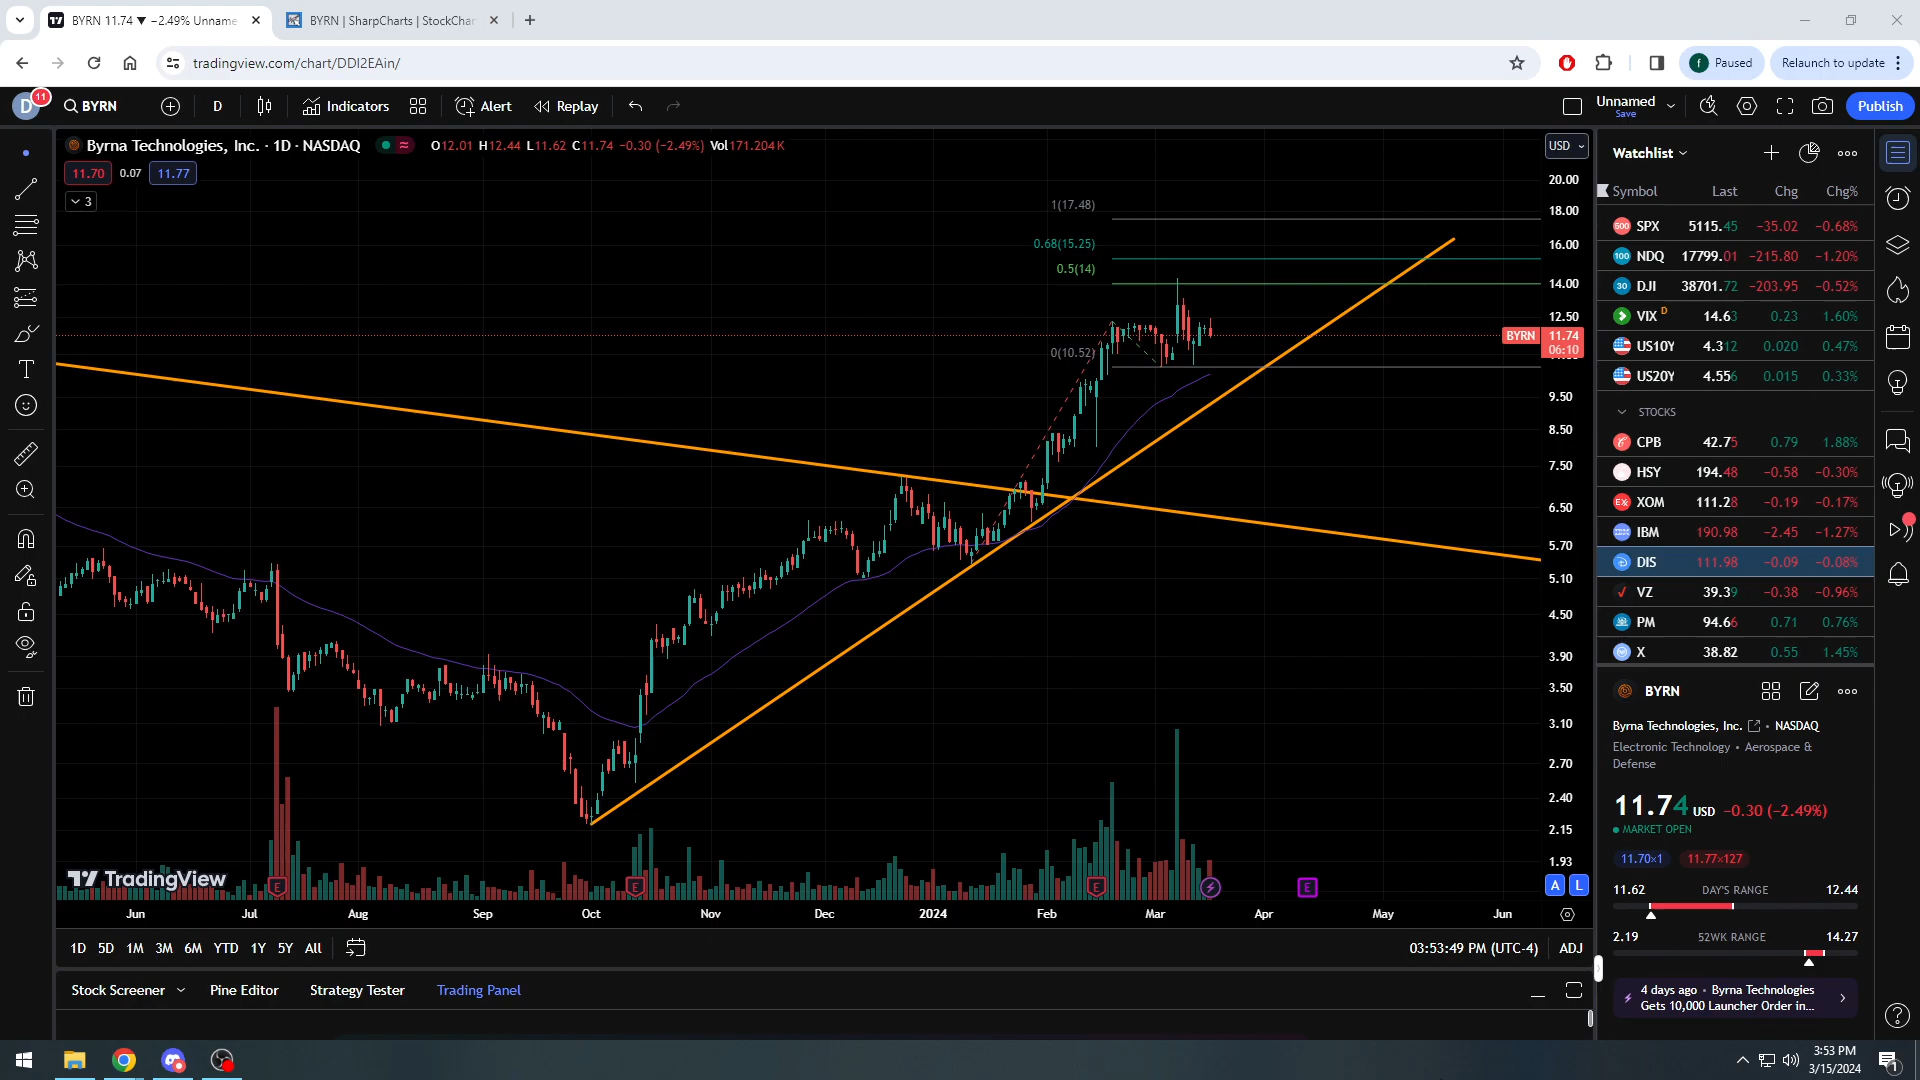 BYRN 11.74 ▼ −2.49% Unname
BYRN | SharpCharts | StockChar
tradingview.com/chart/DDI2EAin/
f Paused
Relaunch to update
D 11
BYRN
D
Indicators
Alert
Replay
Unnamed
Save
Publish
Byrna Technologies, Inc. · 1D · NASDAQ
O12.01 H12.44 L11.62 C11.74 −0.30 (−2.49%) Vol171.204K
11.70 0.07 11.77
3
USD
20.00
18.00
16.00
14.00
12.50
BYRN 11.74
06:10
9.50
8.50
7.50
6.50
5.70
5.10
4.50
3.90
3.50
3.10
2.70
2.40
2.15
1.93
1(17.48)
0.68(15.25)
0.5(14)
0(10.52)
TradingView
E
E
E
E
A L
Jun Jul Aug Sep Oct Nov Dec 2024 Feb Mar Apr May Jun
1D 5D 1M 3M 6M YTD 1Y 5Y All
03:53:49 PM (UTC-4) ADJ
Stock Screener Pine Editor Strategy Tester Trading Panel
Watchlist
Symbol Last Chg Chg%
500 SPX 5115.45 −35.02 −0.68%
100 NDQ 17799.01 −215.80 −1.20%
30 DJI 38701.72 −203.95 −0.52%
VIX D 14.63 0.23 1.60%
US10Y 4.312 0.020 0.47%
US20Y 4.556 0.015 0.33%
STOCKS
CPB 42.75 0.79 1.88%
HSY 194.48 −0.58 −0.30%
XOM 111.28 −0.19 −0.17%
IBM 190.98 −2.45 −1.27%
DIS 111.98 −0.09 −0.08%
VZ 39.39 −0.38 −0.96%
PM 94.66 0.71 0.76%
X 38.82 0.55 1.45%
BYRN
Byrna Technologies, Inc. • NASDAQ
Electronic Technology • Aerospace &
Defense
11.74 USD −0.30 (−2.49%)
MARKET OPEN
11.70×1 11.77×127
11.62 DAY'S RANGE 12.44
2.19 52WK RANGE 14.27
4 days ago • Byrna Technologies
Gets 10,000 Launcher Order in...
3:53 PM
3/15/2024
1